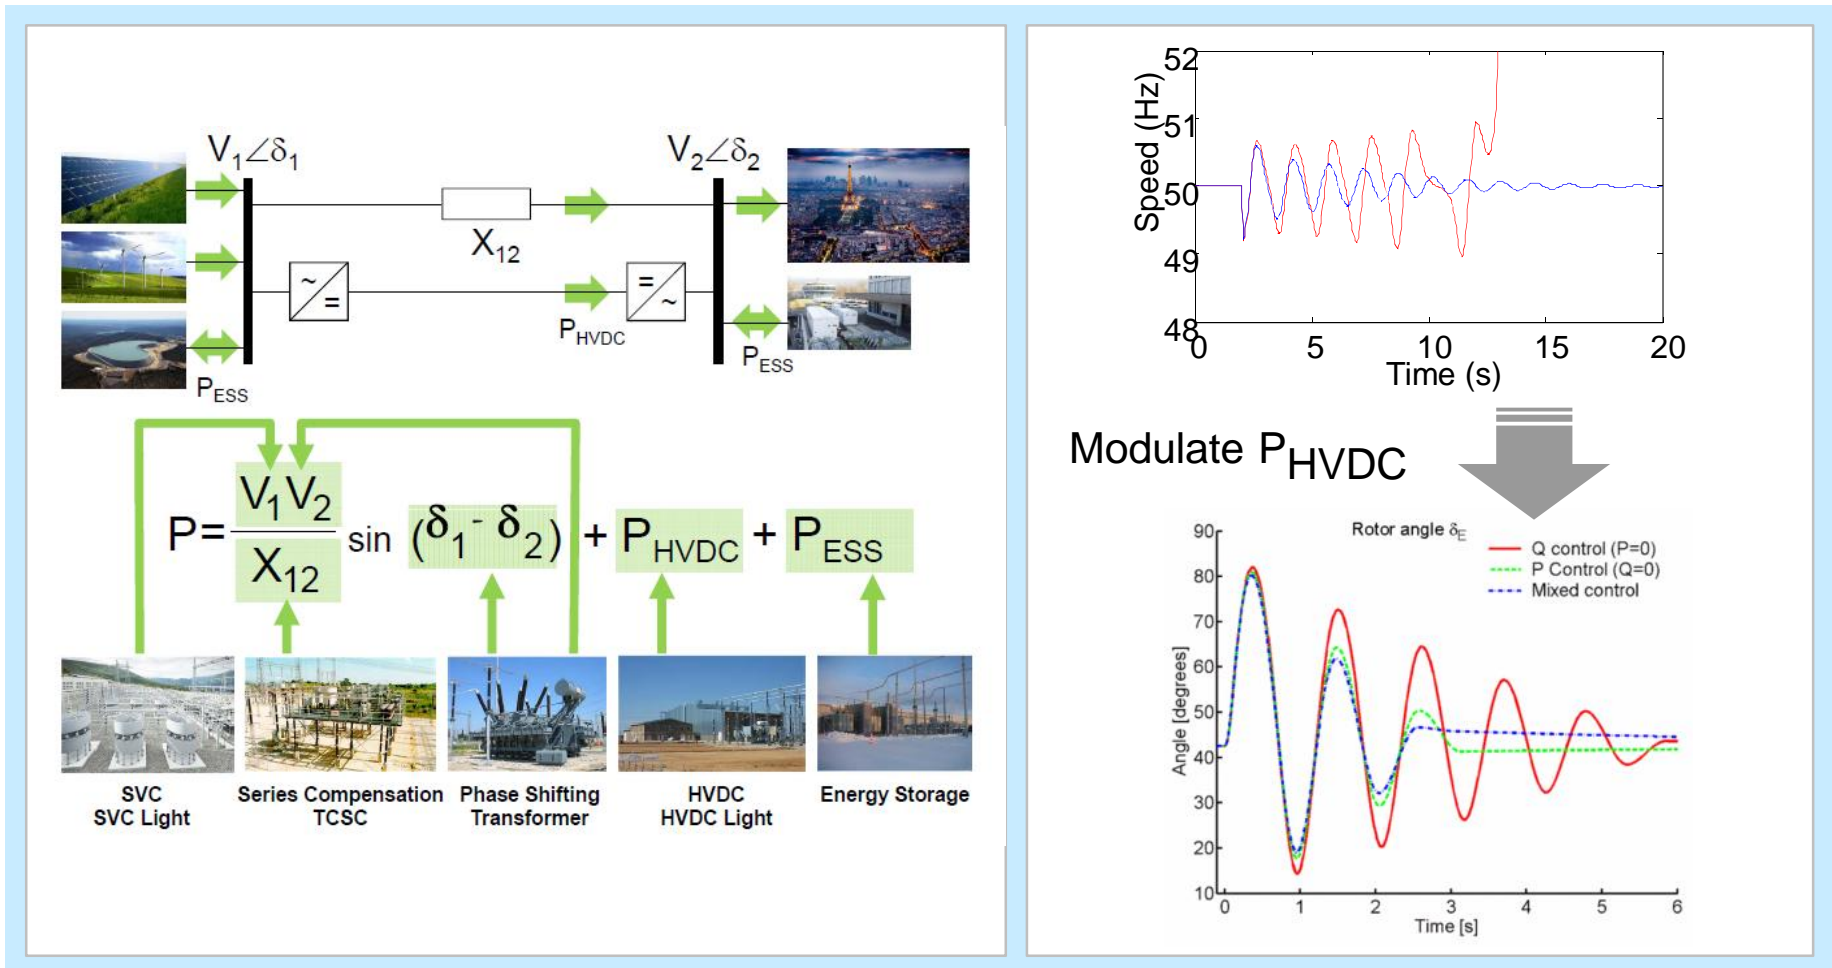 V1∠δ1
V2∠δ2
X12
~
=
=
~
PHVDC
PESS
PESS
P= V1 V2 / X12 sin (δ1 - δ2) + PHVDC + PESS
SVC
SVC Light
Series Compensation
TCSC
Phase Shifting
Transformer
HVDC
HVDC Light
Energy Storage
52
51
50
49
48
Speed (Hz)
0 5 10 15 20
Time (s)
Modulate PHVDC
Rotor angle δE
Q control (P=0)
P Control (Q=0)
Mixed control
90
80
70
60
50
40
30
20
10
Angle [degrees]
0 1 2 3 4 5 6
Time [s]